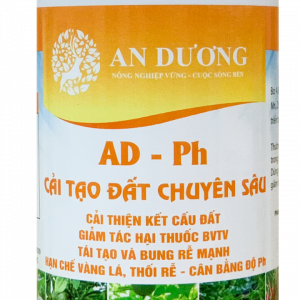 AN DƯƠNG
NÔNG NGHIỆP VỮNG - CUỘC SỐNG BỀN
AD - Ph
CẢI TẠO ĐẤT CHUYÊN SÂU
CẢI THIỆN KẾT CẤU ĐẤT
GIẢM TÁC HẠI THUỐC BVTV
TÁI TẠO VÀ BUNG RỄ MẠNH
HẠN CHẾ VÀNG LÁ, THỐI RỄ - CÂN BẰNG ĐỘ Ph